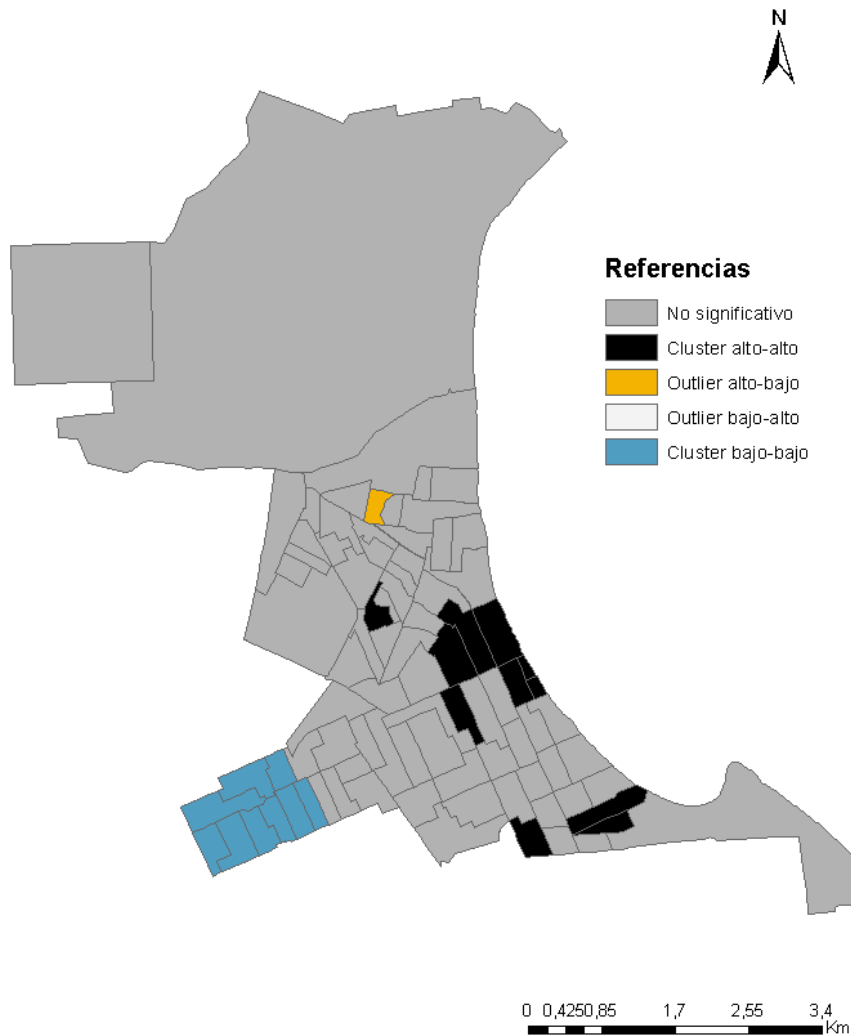 N
Referencias
No significativo
Cluster alto-alto
Outlier alto-bajo
Outlier bajo-alto
Cluster bajo-bajo
0 0,4250,85 1,7 2,55 3,4
Km